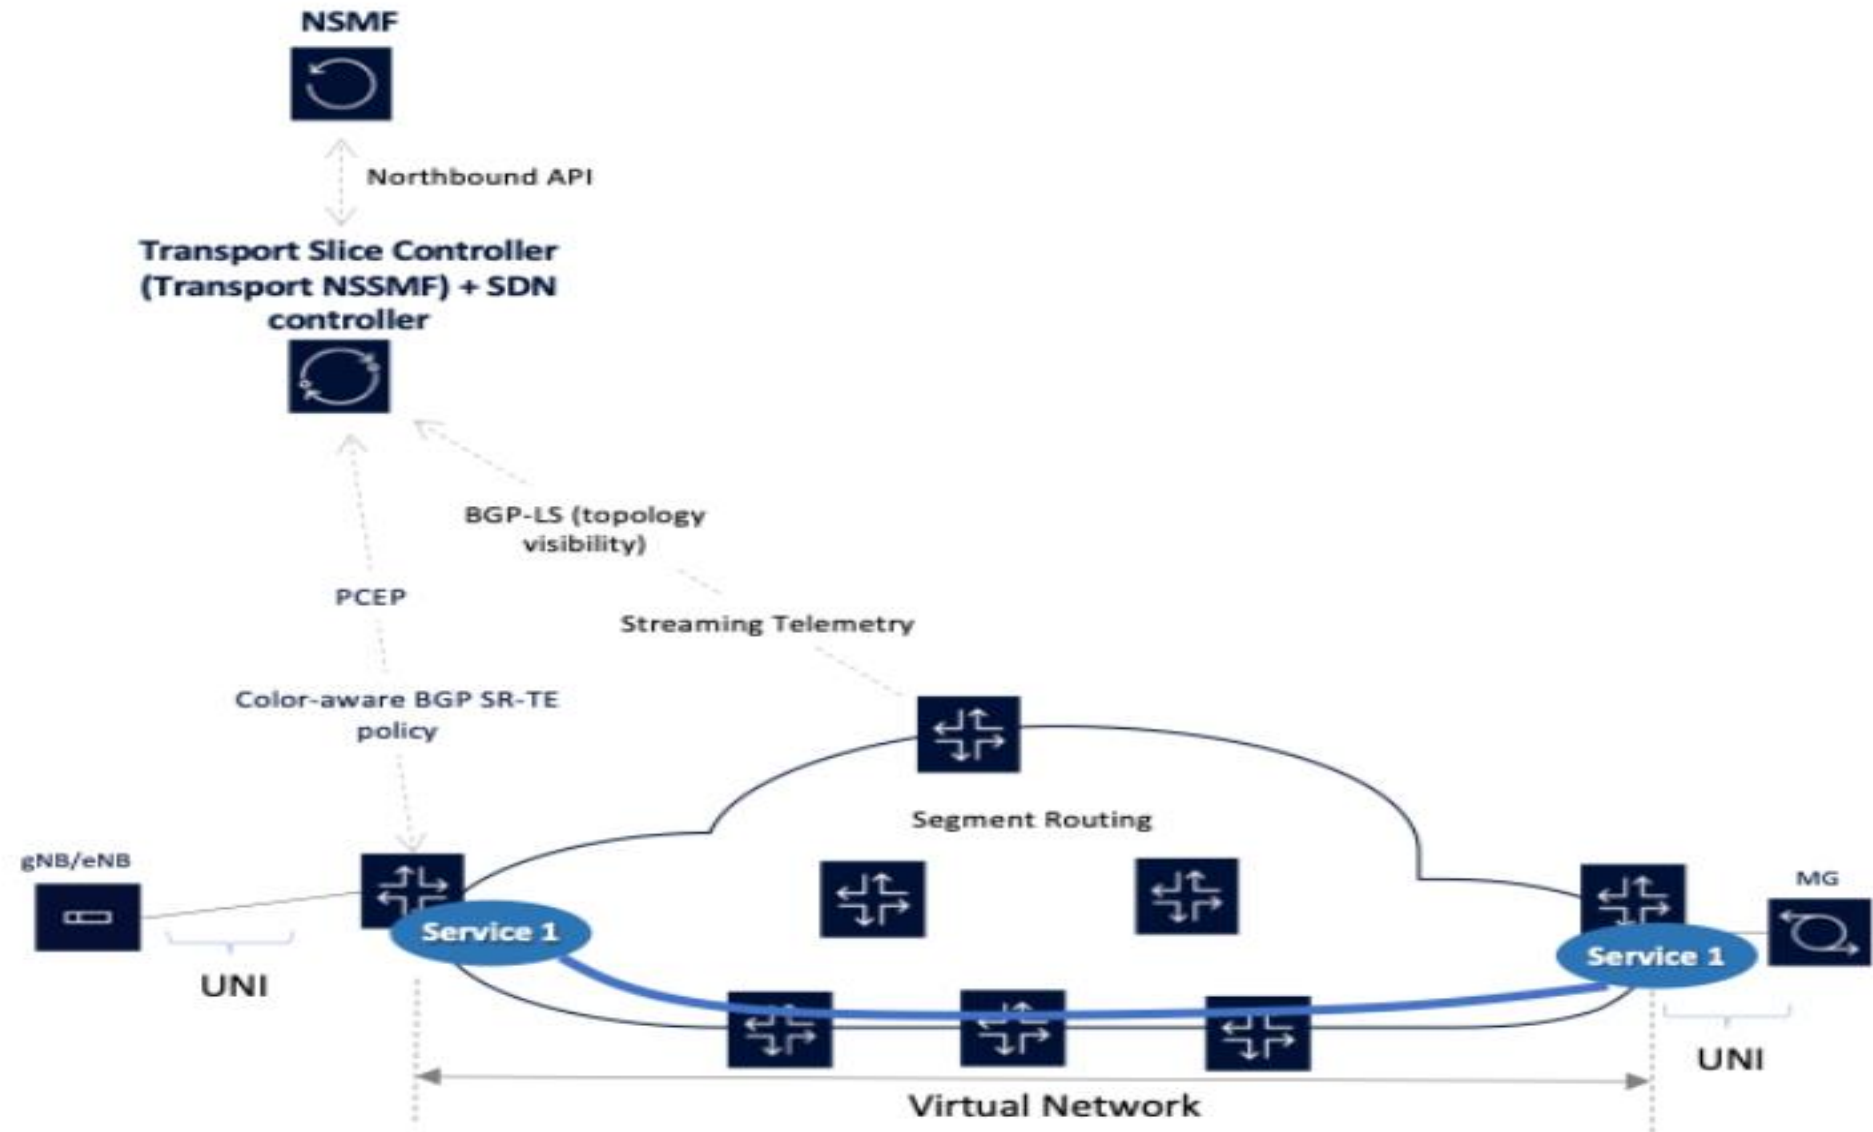 NSMF
Northbound API
Transport Slice Controller
(Transport NSSMF) + SDN
controller
BGP-LS (topology
visibility)
PCEP
Streaming Telemetry
Color-aware BGP SR-TE
policy
Segment Routing
gNB/eNB
MG
Service 1
Service 1
UNI
UNI
Virtual Network